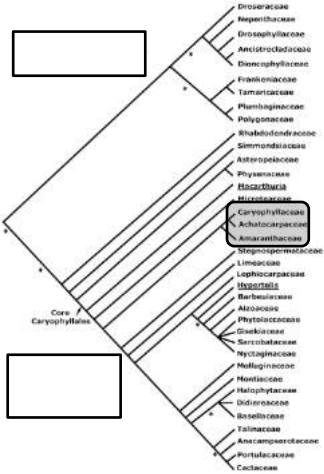 Droseraceae
Nepenthaceae
Drosophyllaceae
Ancistrocladaceae
Dioncophyllaceae
Frankeniaceae
Tamaricaceae
Plumbaginaceae
Polygonaceae
Rhabdodendraceae
Simmondsiaceae
Asteropeiaceae
Physenaceae
Macarthuria
Microteaceae
Caryophyllaceae
Achatocarpaceae
Amaranthaceae
Stegnospermataceae
Limeaceae
Lophiocarpaceae
Hypertelis
Barbeuiaceae
Aizoaceae
Phytolaccaceae
Gisekiaceae
Sarcobataceae
Nyctaginaceae
Molluginaceae
Montiaceae
Halophytaceae
Didiereaceae
Basellaceae
Talinaceae
Anacampserotaceae
Portulacaceae
Cactaceae
Core
Caryophyllales